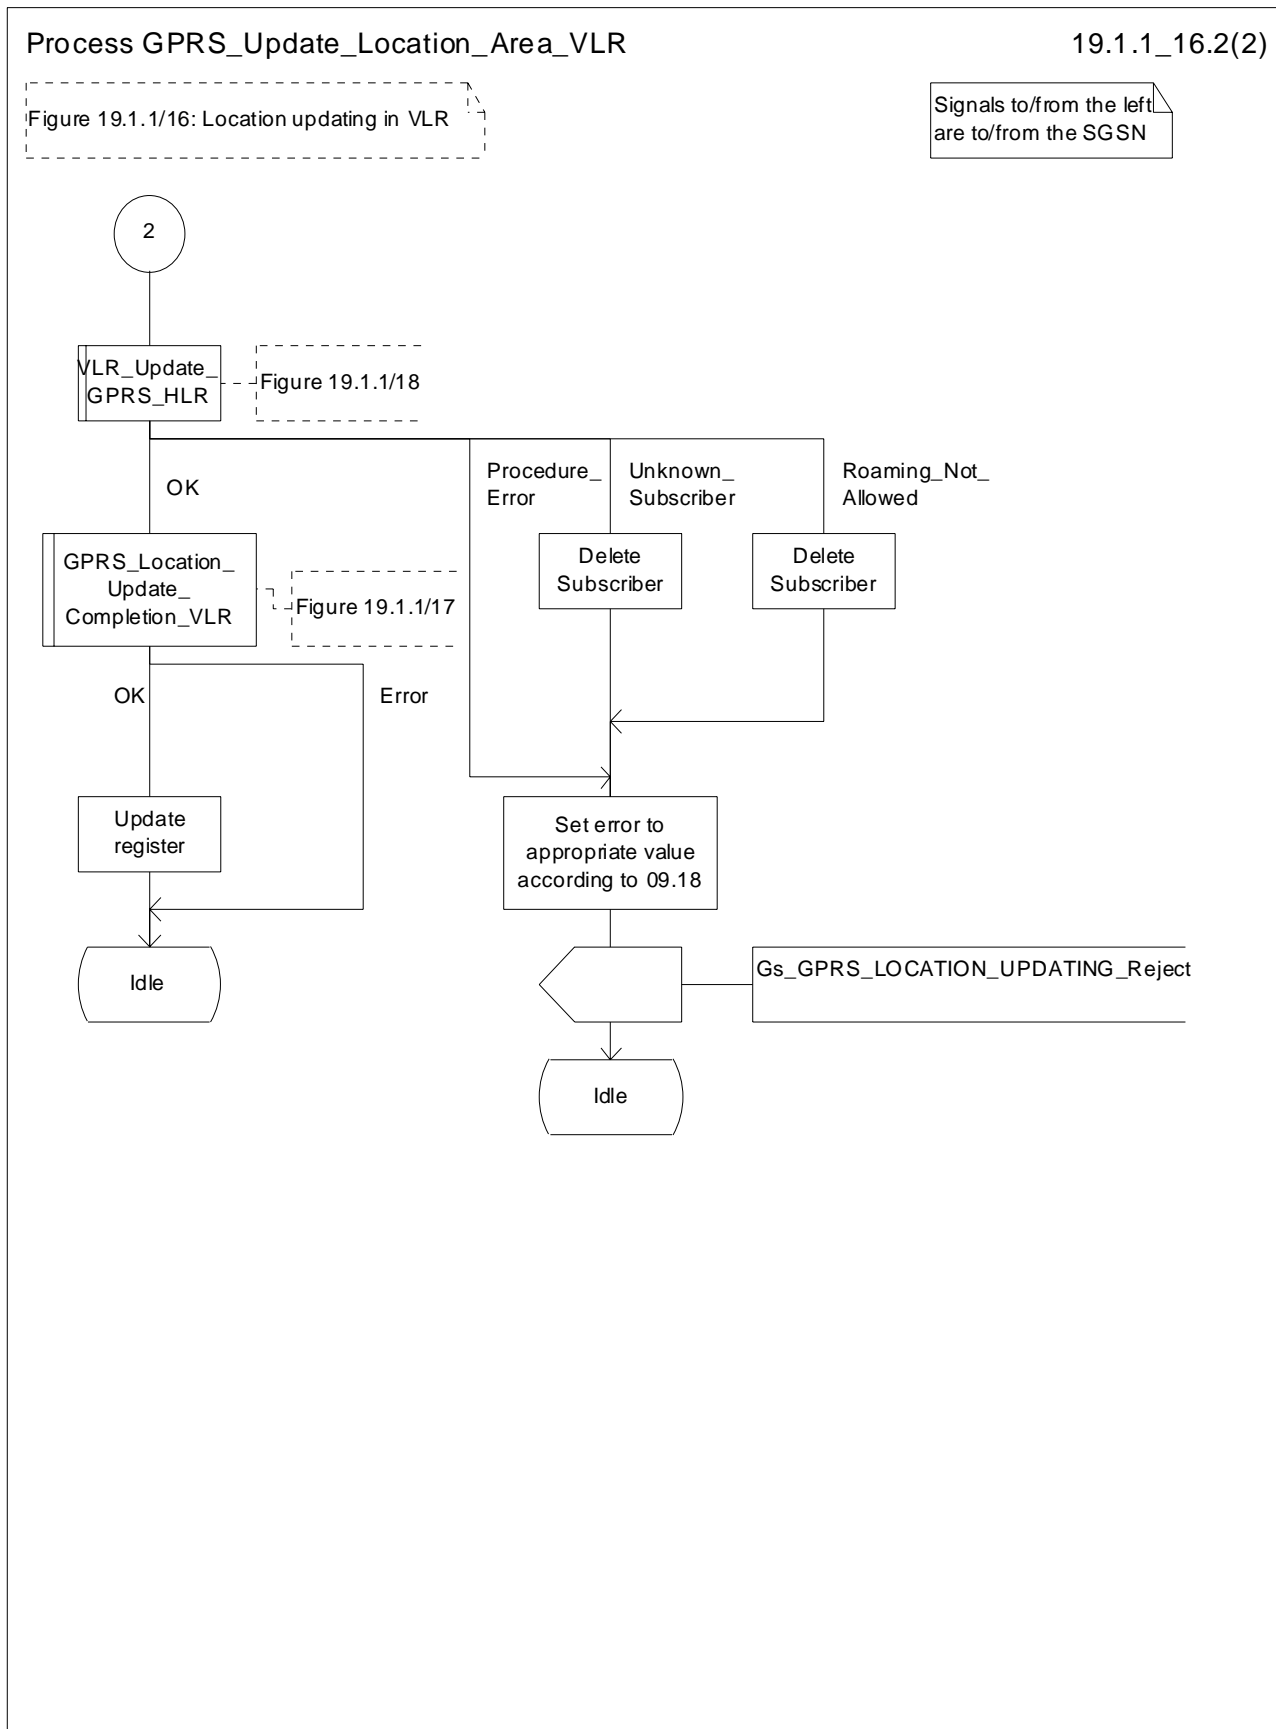 Process GPRS_Update_Location_Area_VLR
19.1.1_16.2(2)
Figure 19.1.1/16: Location updating in VLR
Signals to/from the left
are to/from the SGSN
2
VLR_Update_
GPRS_HLR
Figure 19.1.1/18
OK
Procedure_
Error
Unknown_
Subscriber
Roaming_Not_
Allowed
GPRS_Location_
Update_
Completion_VLR
Figure 19.1.1/17
Delete
Subscriber
Delete
Subscriber
OK
Error
Update
register
Set error to
appropriate value
according to 09.18
Idle
Gs_GPRS_LOCATION_UPDATING_Reject
Idle